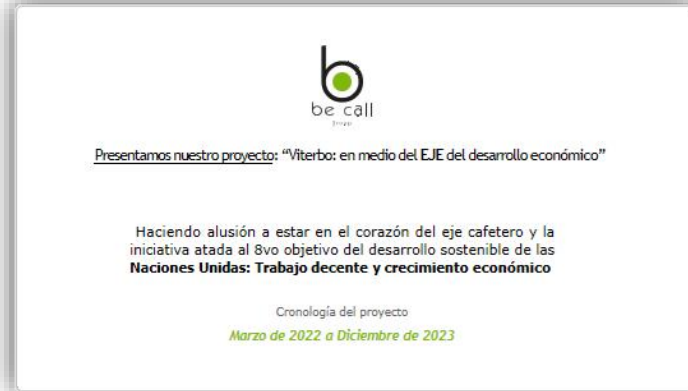 be call
Presentamos nuestro proyecto: “Viterbo: en medio del EJE del desarrollo económico”
Haciendo alusión a estar en el corazón del eje cafetero y la
iniciativa atada al 8vo objetivo del desarrollo sostenible de las
Naciones Unidas: Trabajo decente y crecimiento económico
Cronología del proyecto
Marzo de 2022 a Diciembre de 2023